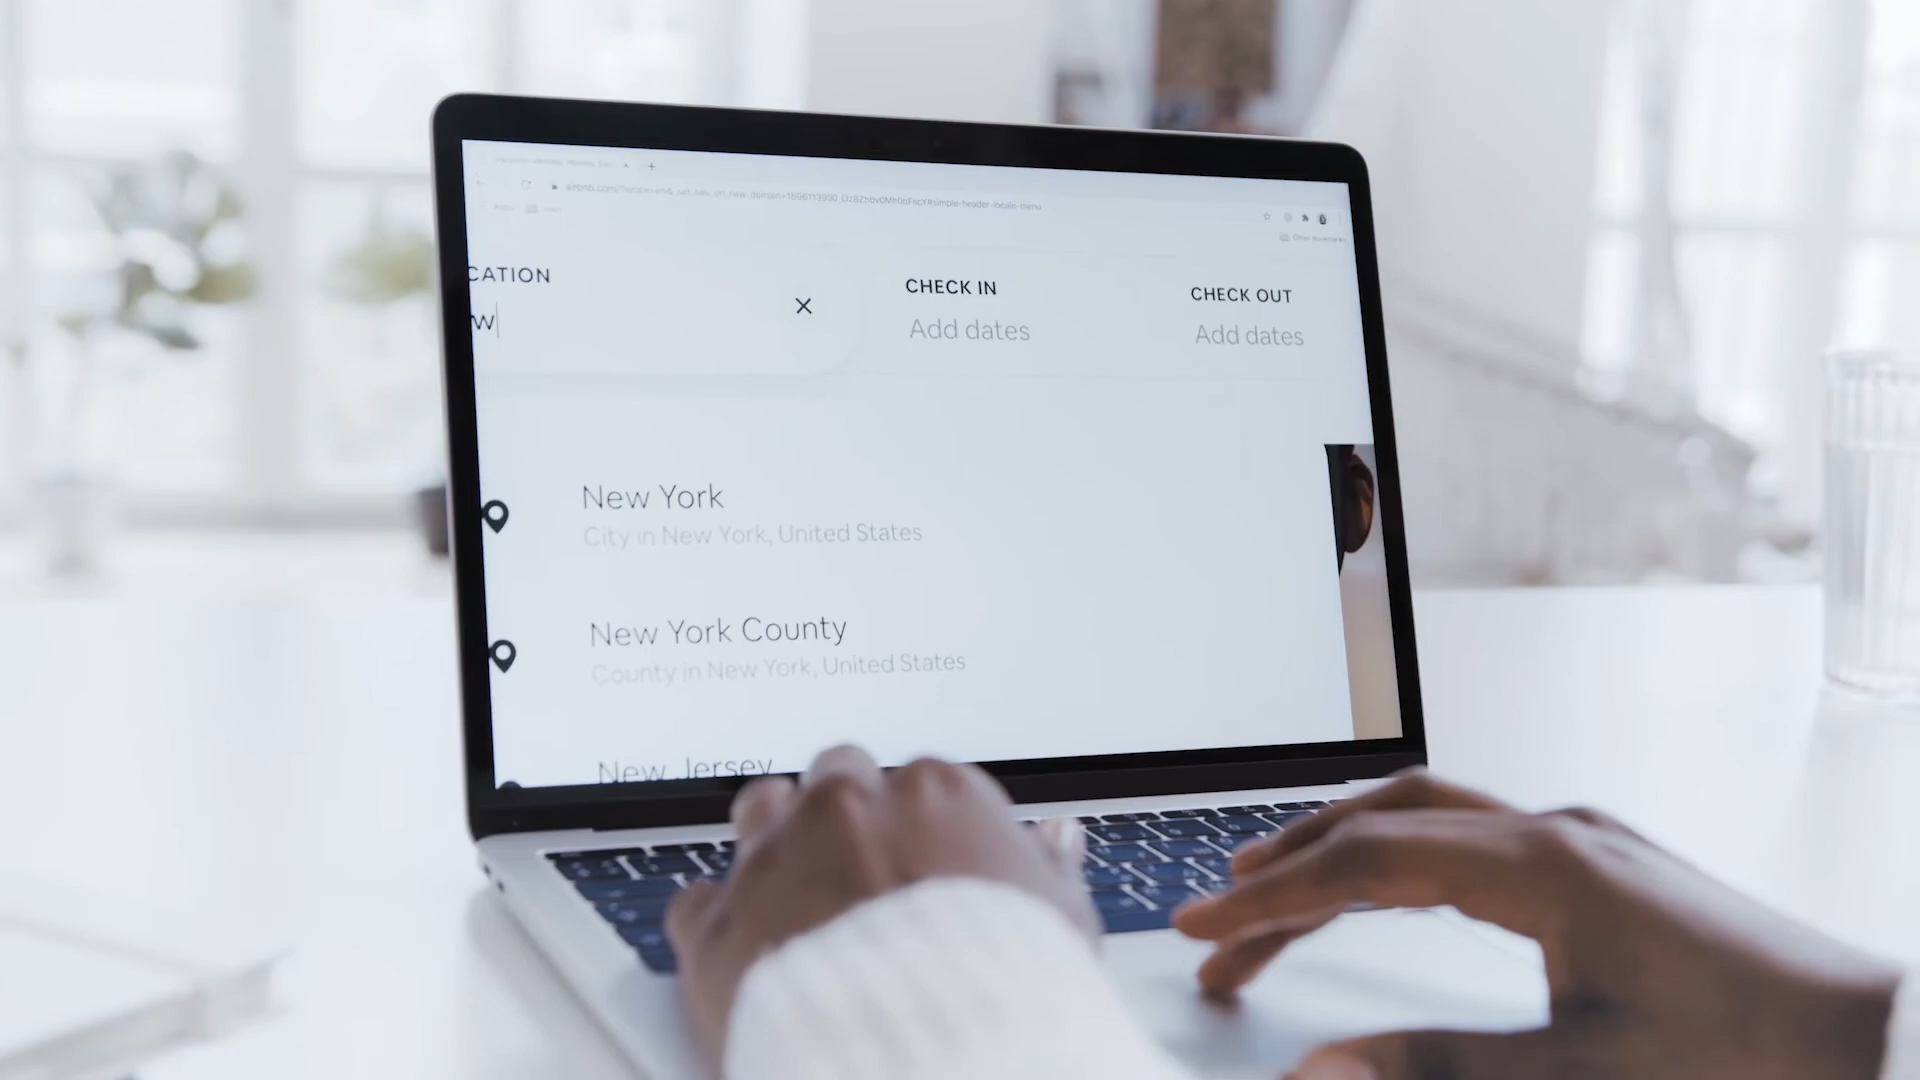 CATION
w
CHECK IN
Add dates
CHECK OUT
Add dates
New York
City in New York, United States
New York County
County in New York, United States
New Jersey